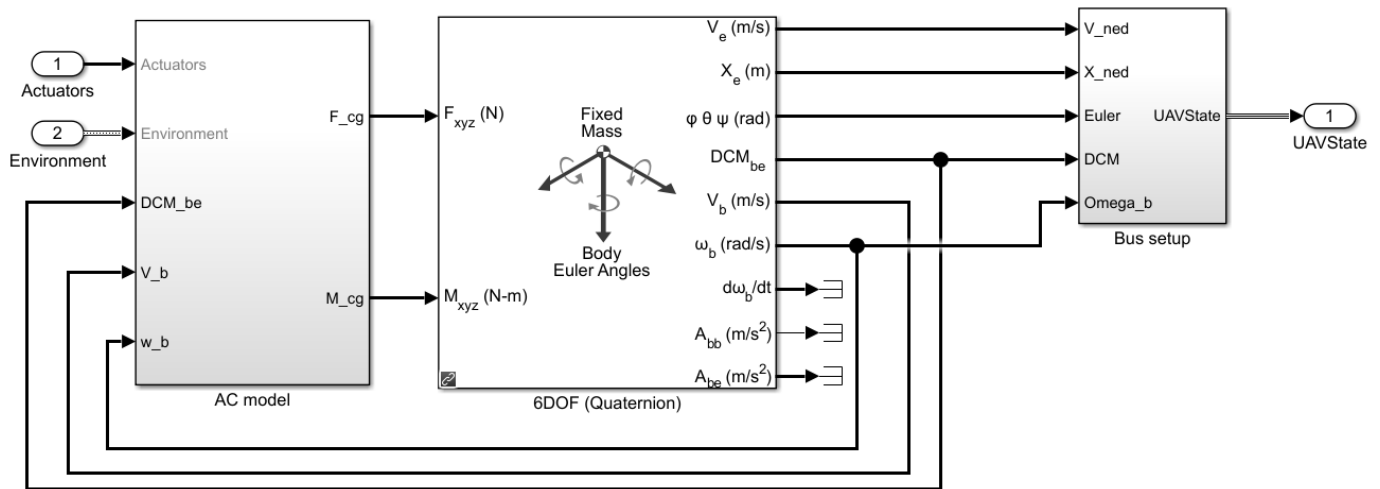 1
Actuators
2
Environment
Actuators
Environment
DCM_be
V_b
w_b
F_cg
M_cg
AC model
F_xyz (N)
M_xyz (N-m)
Fixed
Mass
Body
Euler Angles
V_e (m/s)
X_e (m)
φ θ ψ (rad)
DCM_be
V_b (m/s)
ω_b (rad/s)
dω_b/dt
A_bb (m/s²)
A_be (m/s²)
6DOF (Quaternion)
V_ned
X_ned
Euler
DCM
Omega_b
UAVState
Bus setup
1
UAVState